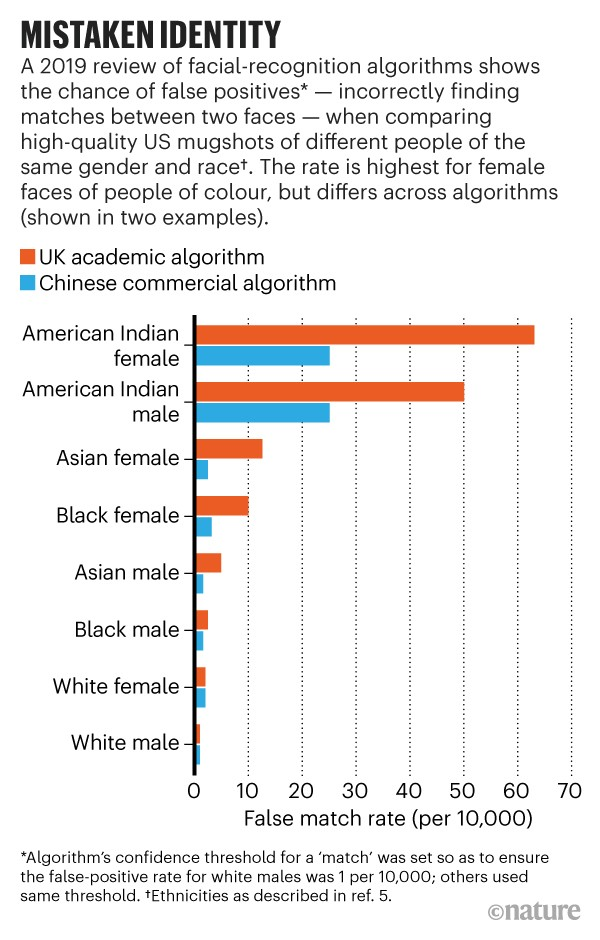 MISTAKEN IDENTITY
A 2019 review of facial-recognition algorithms shows
the chance of false positives* — incorrectly finding
matches between two faces — when comparing
high-quality US mugshots of different people of the
same gender and race†. The rate is highest for female
faces of people of colour, but differs across algorithms
(shown in two examples).
UK academic algorithm
Chinese commercial algorithm
American Indian
female
American Indian
male
Asian female
Black female
Asian male
Black male
White female
White male
0 10 20 30 40 50 60 70
False match rate (per 10,000)
*Algorithm’s confidence threshold for a ‘match’ was set so as to ensure
the false-positive rate for white males was 1 per 10,000; others used
same threshold. †Ethnicities as described in ref. 5.
©nature